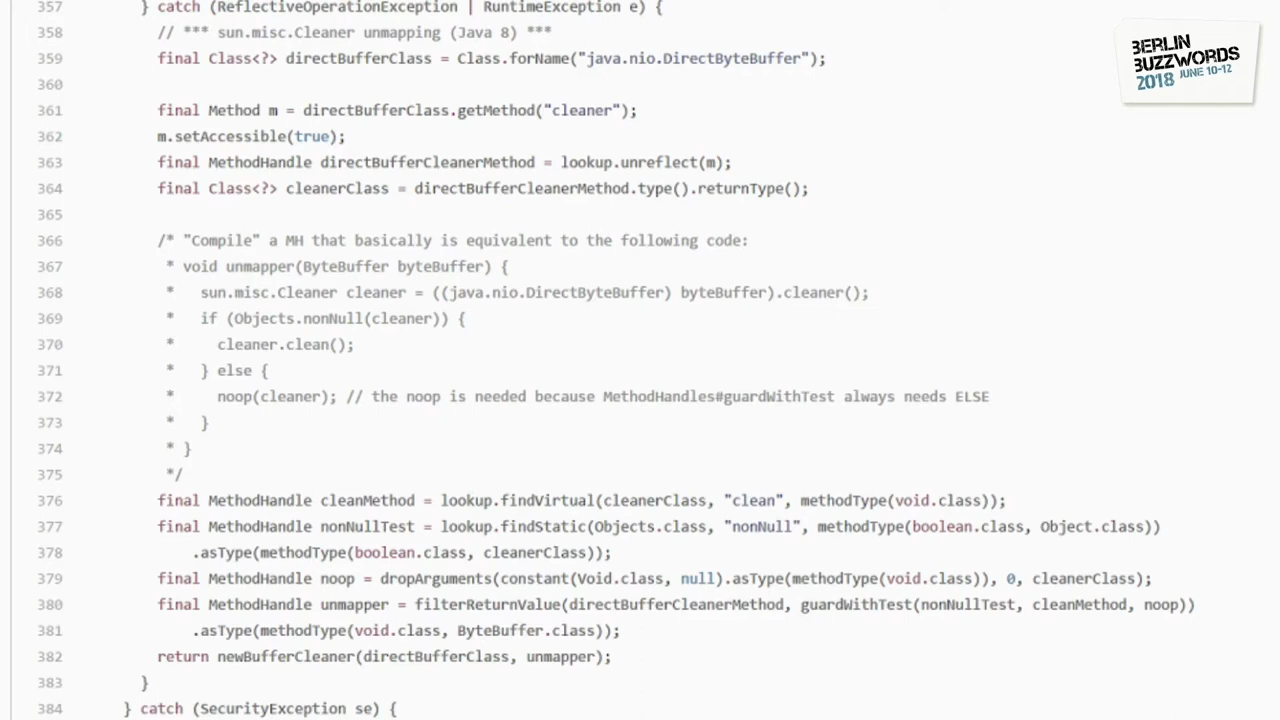 357 } catch (ReflectiveOperationException | RuntimeException e) {
358 // *** sun.misc.Cleaner unmapping (Java 8) ***
359 final Class<?> directBufferClass = Class.forName("java.nio.DirectByteBuffer");
360
361 final Method m = directBufferClass.getMethod("cleaner");
362 m.setAccessible(true);
363 final MethodHandle directBufferCleanerMethod = lookup.unreflect(m);
364 final Class<?> cleanerClass = directBufferCleanerMethod.type().returnType();
365
366 /* "Compile" a MH that basically is equivalent to the following code:
367 * void unmapper(ByteBuffer byteBuffer) {
368 * sun.misc.Cleaner cleaner = ((java.nio.DirectByteBuffer) byteBuffer).cleaner();
369 * if (Objects.nonNull(cleaner)) {
370 * cleaner.clean();
371 * } else {
372 * noop(cleaner); // the noop is needed because MethodHandles#guardWithTest always needs ELSE
373 * }
374 * }
375 */
376 final MethodHandle cleanMethod = lookup.findVirtual(cleanerClass, "clean", methodType(void.class));
377 final MethodHandle nonNullTest = lookup.findStatic(Objects.class, "nonNull", methodType(boolean.class, Object.class))
378 .asType(methodType(boolean.class, cleanerClass));
379 final MethodHandle noop = dropArguments(constant(Void.class, null).asType(methodType(void.class)), 0, cleanerClass);
380 final MethodHandle unmapper = filterReturnValue(directBufferCleanerMethod, guardWithTest(nonNullTest, cleanMethod, noop))
381 .asType(methodType(void.class, ByteBuffer.class));
382 return newBufferCleaner(directBufferClass, unmapper);
383 }
384 } catch (SecurityException se) {
BERLIN
BUZZWORDS
2018 JUNE 10-12